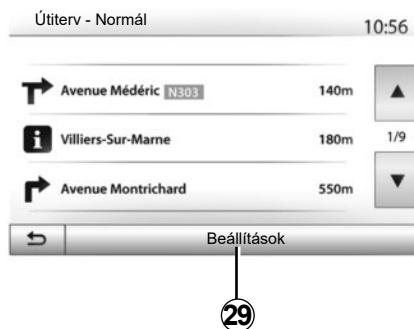 Útiterv - Normál 10:56
Avenue Médéric N303 140m
Villiers-Sur-Marne 180m 1/9
Avenue Montrichard 550m
Beállítások
29